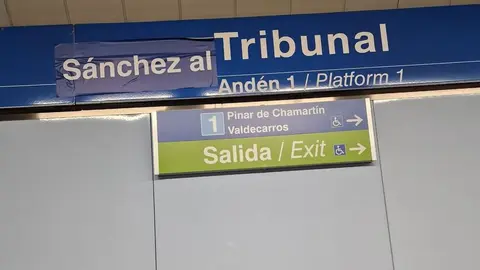 Sánchez al Tribunal
Andén 1 / Platform 1
1 Pinar de Chamartín
Valdecarros
Salida / Exit